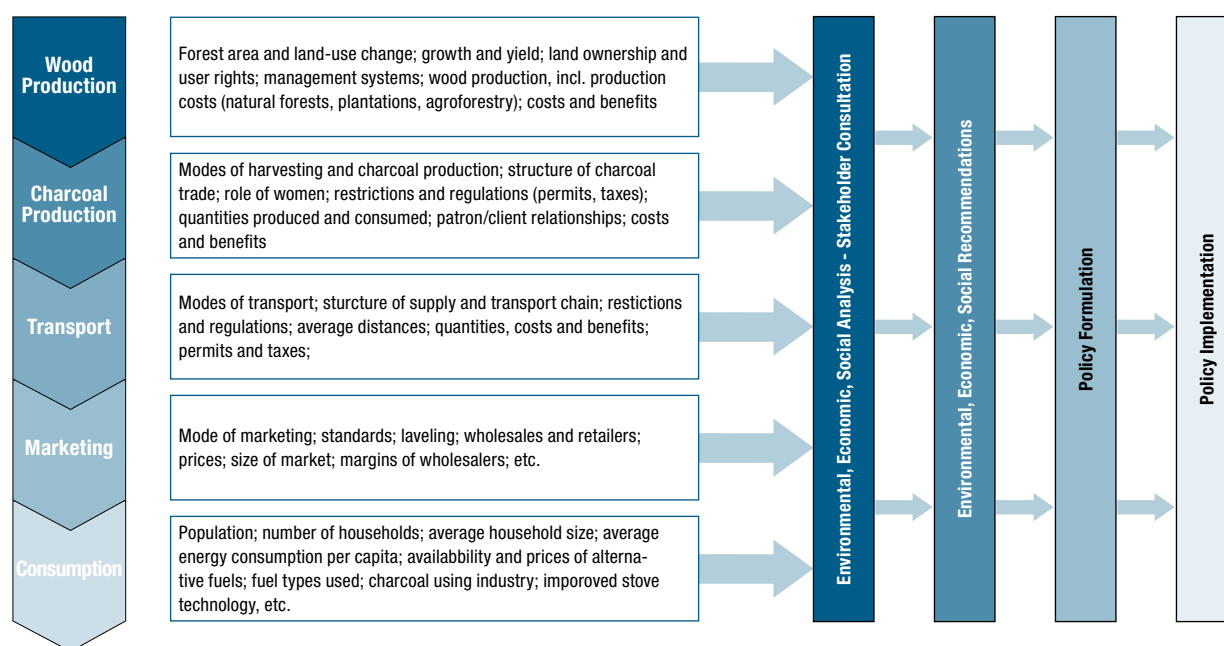 Wood
Production
Forest area and land-use change; growth and yield; land ownership and
user rights; management systems; wood production, incl. production
costs (natural forests, plantations, agroforestry); costs and benefits
Charcoal
Production
Modes of harvesting and charcoal production; structure of charcoal
trade; role of women; restrictions and regulations (permits, taxes);
quantities produced and consumed; patron/client relationships; costs
and benefits
Transport
Modes of transport; sturcture of supply and transport chain; restictions
and regulations; average distances; quantities, costs and benefits;
permits and taxes;
Marketing
Mode of marketing; standards; laveling; wholesales and retailers;
prices; size of market; margins of wholesalers; etc.
Consumption
Population; number of households; average household size; average
energy consumption per capita; availabbility and prices of alterna-
tive fuels; fuel types used; charcoal using industry; imporoved stove
technology, etc.
Environmental, Economic, Social Analysis - Stakeholder Consultation
Environmental, Economic, Social Recommendations
Policy Formulation
Policy Implementation